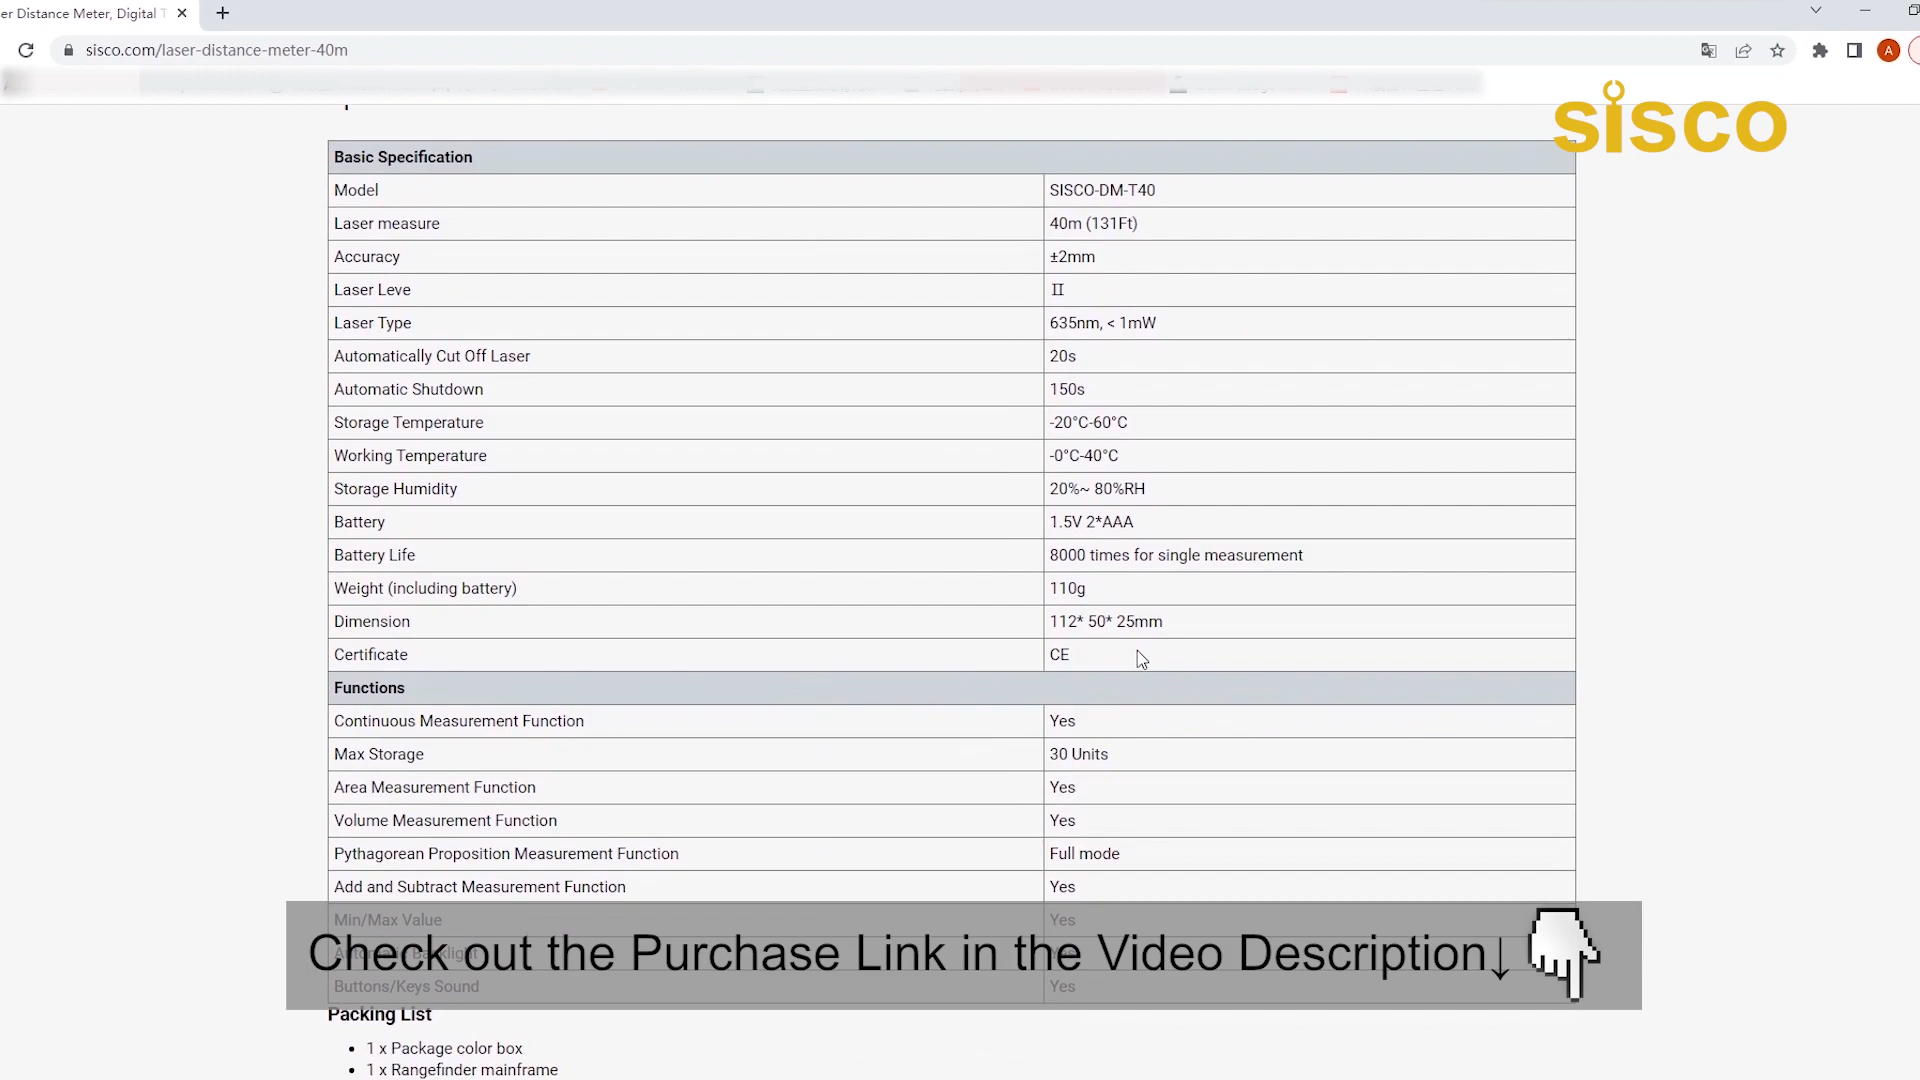 er Distance Meter, Digital T
sisco.com/laser-distance-meter-40m
A
sisco
Basic Specification
Model SISCO-DM-T40
Laser measure 40m (131Ft)
Accuracy ±2mm
Laser Leve II
Laser Type 635nm, < 1mW
Automatically Cut Off Laser 20s
Automatic Shutdown 150s
Storage Temperature -20°C-60°C
Working Temperature -0°C-40°C
Storage Humidity 20%~ 80%RH
Battery 1.5V 2*AAA
Battery Life 8000 times for single measurement
Weight (including battery) 110g
Dimension 112* 50* 25mm
Certificate CE
Functions
Continuous Measurement Function Yes
Max Storage 30 Units
Area Measurement Function Yes
Volume Measurement Function Yes
Pythagorean Proposition Measurement Function Full mode
Add and Subtract Measurement Function Yes
Min/Max Value Yes
Check out the Purchase Link in the Video Description↓
Buttons/Keys Sound Yes
Packing List
• 1 x Package color box
• 1 x Rangefinder mainframe